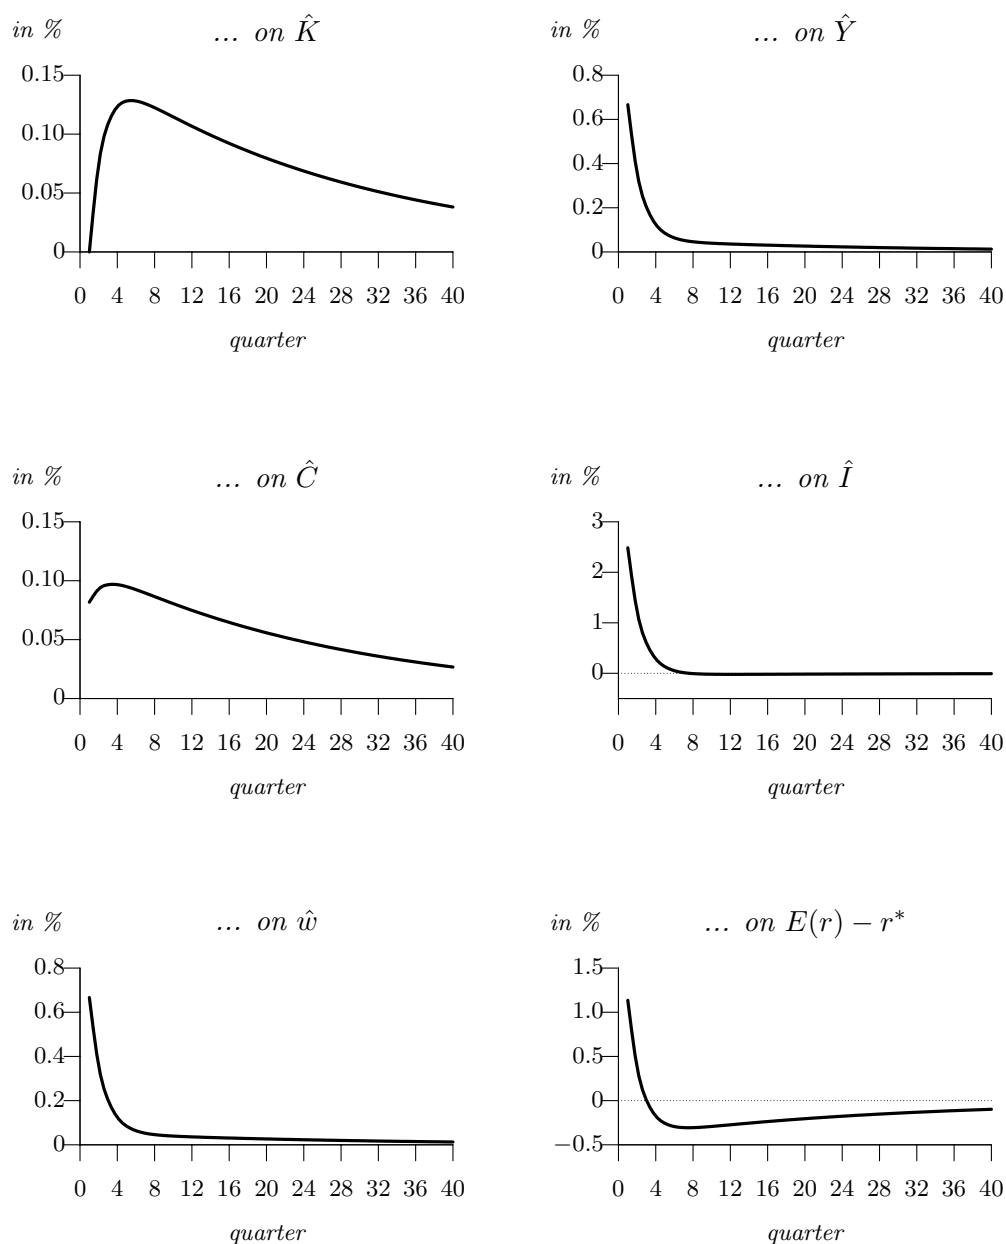 in % ... on K̂
0.15
0.10
0.05
0
0 4 8 12 16 20 24 28 32 36 40
quarter
in % ... on Ŷ
0.8
0.6
0.4
0.2
0
0 4 8 12 16 20 24 28 32 36 40
quarter
in % ... on Ĉ
0.15
0.10
0.05
0
0 4 8 12 16 20 24 28 32 36 40
quarter
in % ... on Î
3
2
1
0
0 4 8 12 16 20 24 28 32 36 40
quarter
in % ... on ŵ
0.8
0.6
0.4
0.2
0
0 4 8 12 16 20 24 28 32 36 40
quarter
in % ... on E(r) − r*
1.5
1.0
0.5
0
−0.5
0 4 8 12 16 20 24 28 32 36 40
quarter